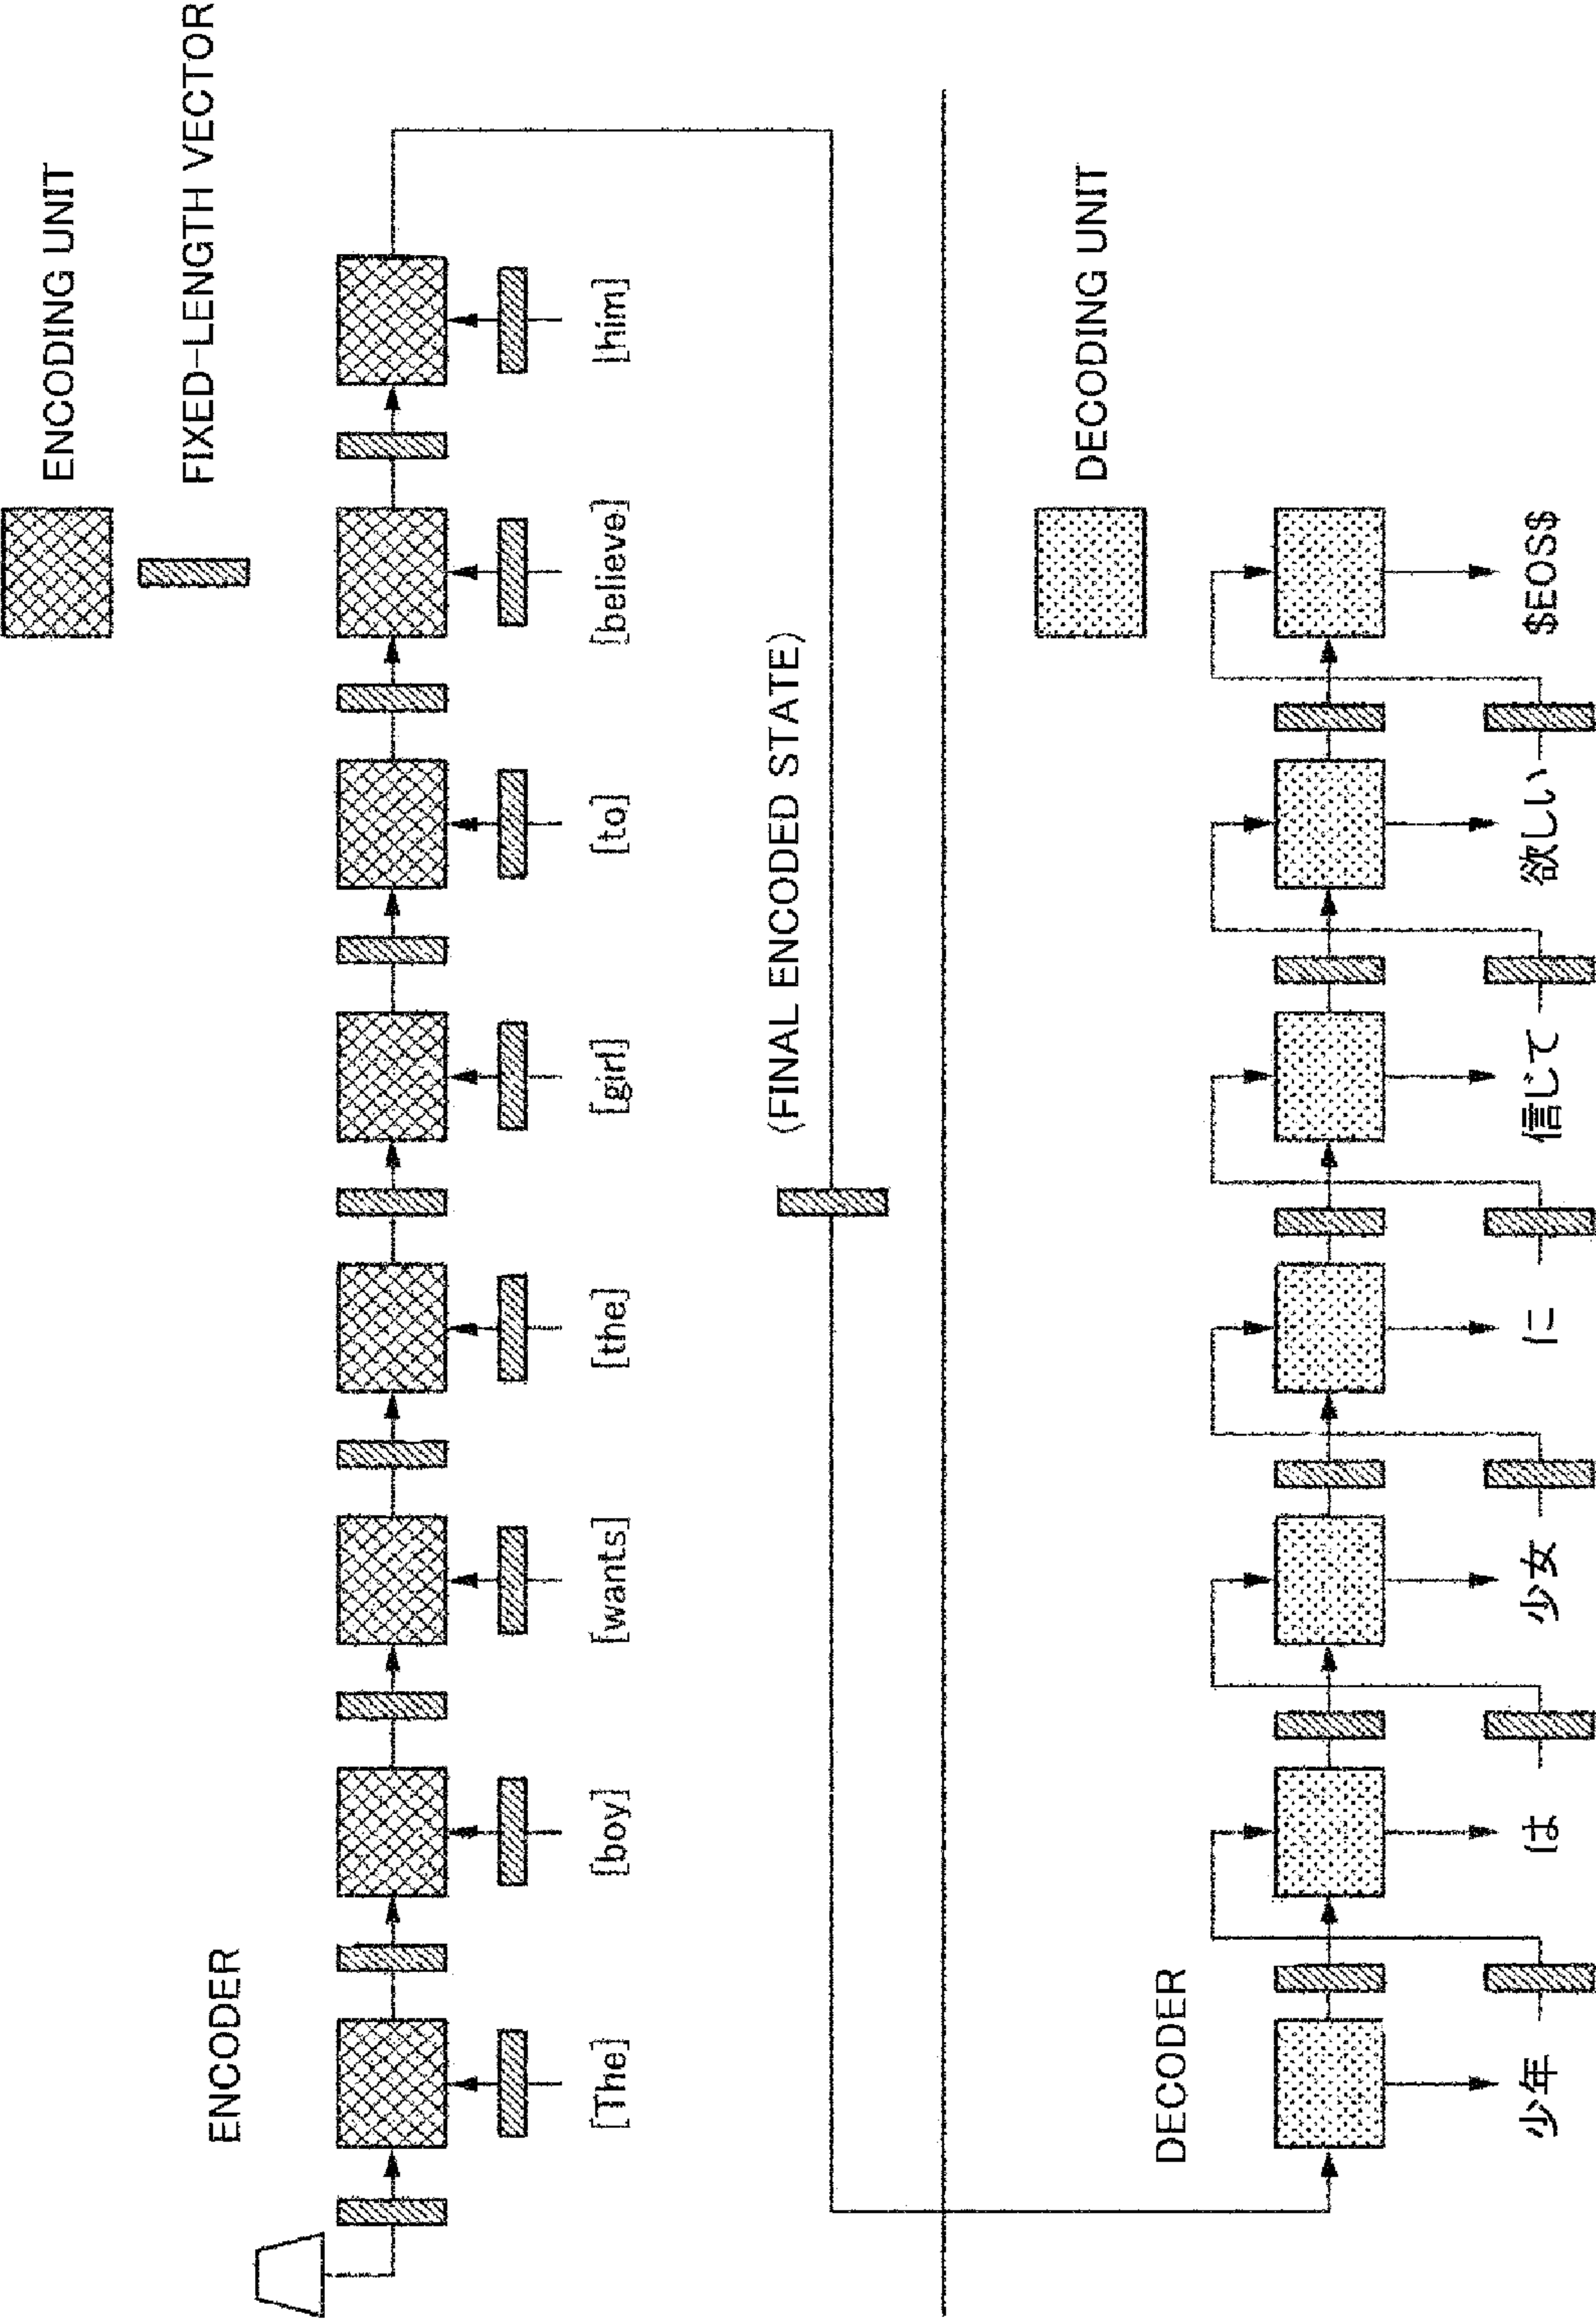 ENCODING UNIT
FIXED-LENGTH VECTOR
ENCODER
[The] [boy] [wants] [the] [girl] [to] [believe] [him]
(FINAL ENCODED STATE)
DECODING UNIT
DECODER
少年 は 少女 に 信じて 欲しい $EOS$